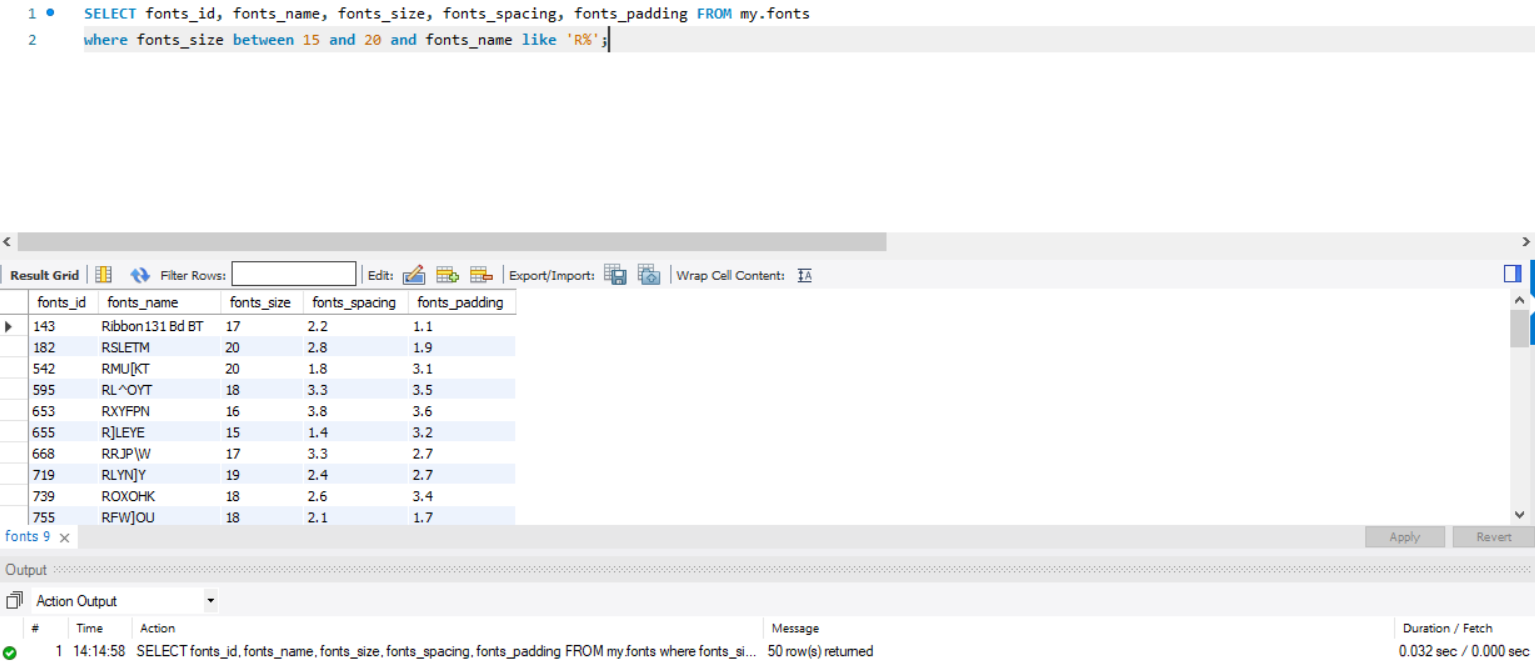 1 SELECT fonts_id, fonts_name, fonts_size, fonts_spacing, fonts_padding FROM my.fonts
2 where fonts_size between 15 and 20 and fonts_name like 'R%';
Result Grid Filter Rows: Edit: Export/Import: Wrap Cell Content: IA
fonts_id fonts_name fonts_size fonts_spacing fonts_padding
143 Ribbon131 Bd BT 17 2.2 1.1
182 RSLETM 20 2.8 1.9
542 RMU[KT 20 1.8 3.1
595 RL^OYT 18 3.3 3.5
653 RXYFPN 16 3.8 3.6
655 R]LEYE 15 1.4 3.2
668 RRJP\W 17 3.3 2.7
719 RLYN]Y 19 2.4 2.7
739 ROXOHK 18 2.6 3.4
755 RFW]OU 18 2.1 1.7
fonts 9 Apply Revert
Output
Action Output
# Time Action Message Duration / Fetch
1 14:14:58 SELECT fonts_id, fonts_name, fonts_size, fonts_spacing, fonts_padding FROM my.fonts where fonts_si... 50 row(s) returned 0.032 sec / 0.000 sec